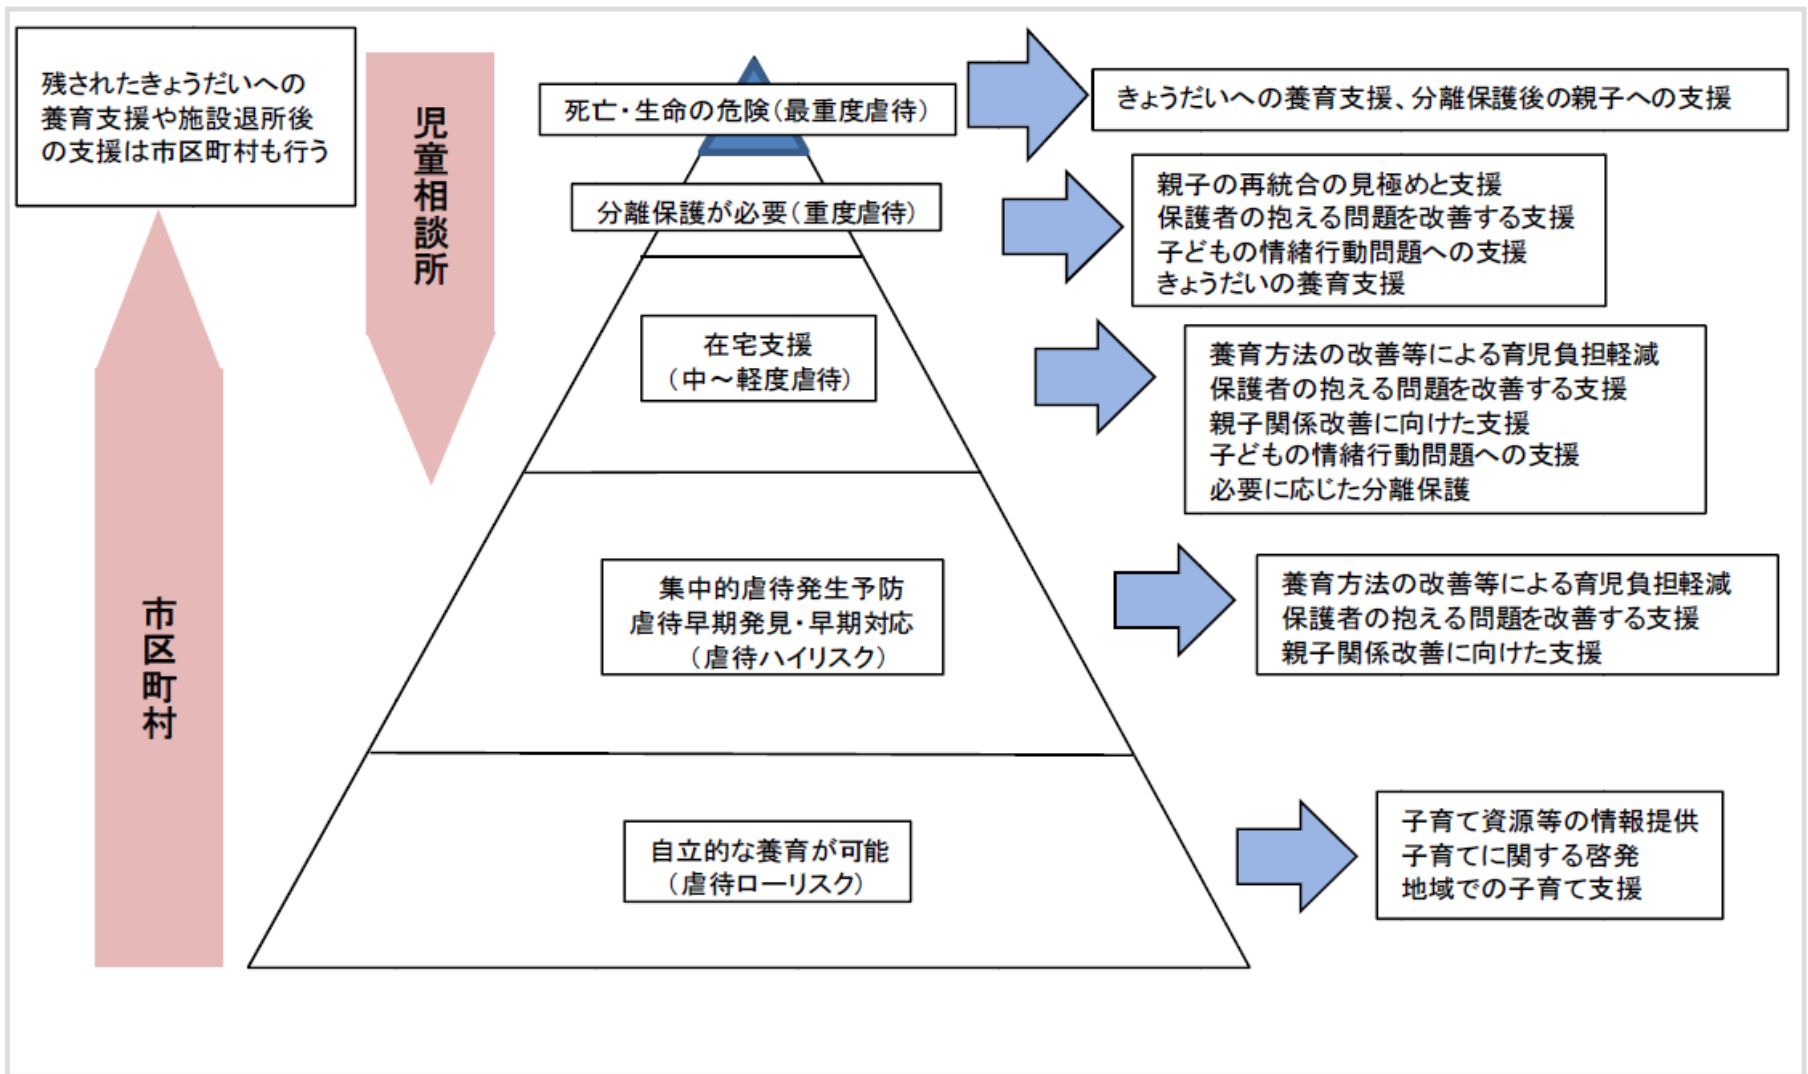 残されたきょうだいへの
養育支援や施設退所後
の支援は市区町村も行う
児童相談所
市区町村
死亡・生命の危険(最重度虐待)
きょうだいへの養育支援、分離保護後の親子への支援
分離保護が必要(重度虐待)
親子の再統合の見極めと支援
保護者の抱える問題を改善する支援
子どもの情緒行動問題への支援
きょうだいの養育支援
在宅支援
(中～軽度虐待)
養育方法の改善等による育児負担軽減
保護者の抱える問題を改善する支援
親子関係改善に向けた支援
子どもの情緒行動問題への支援
必要に応じた分離保護
集中的虐待発生予防
虐待早期発見・早期対応
(虐待ハイリスク)
養育方法の改善等による育児負担軽減
保護者の抱える問題を改善する支援
親子関係改善に向けた支援
自立的な養育が可能
(虐待ローリスク)
子育て資源等の情報提供
子育てに関する啓発
地域での子育て支援